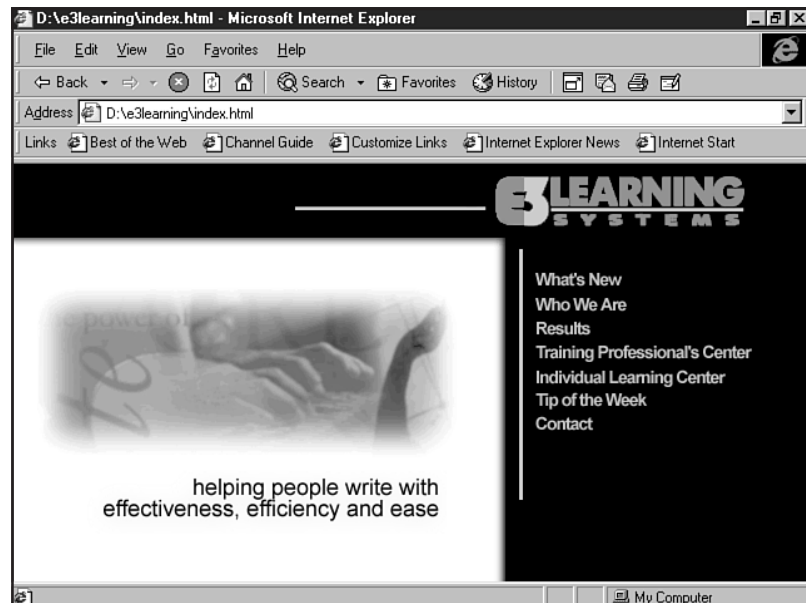 D:\e3learning\index.html - Microsoft Internet Explorer
File Edit View Go Favorites Help
Back Search Favorites History
Address D:\e3learning\index.html
Links Best of the Web Channel Guide Customize Links Internet Explorer News Internet Start
E3 LEARNING
SYSTEMS
What's New
Who We Are
Results
Training Professional's Center
Individual Learning Center
Tip of the Week
Contact
e power of
te
helping people write with
effectiveness, efficiency and ease
My Computer